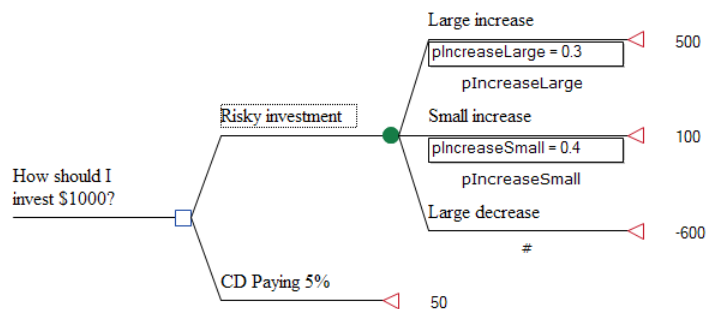 Large increase
pIncreaseLarge = 0.3
500
pIncreaseLarge
Risky investment
Small increase
100
pIncreaseSmall = 0.4
pIncreaseSmall
How should I
invest $1000?
Large decrease
-600
#
CD Paying 5%
50